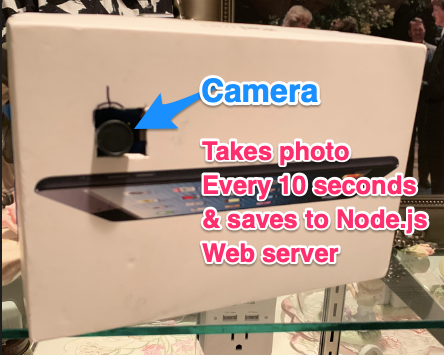 Camera
Takes photo
Every 10 seconds
& saves to Node.js
Web server